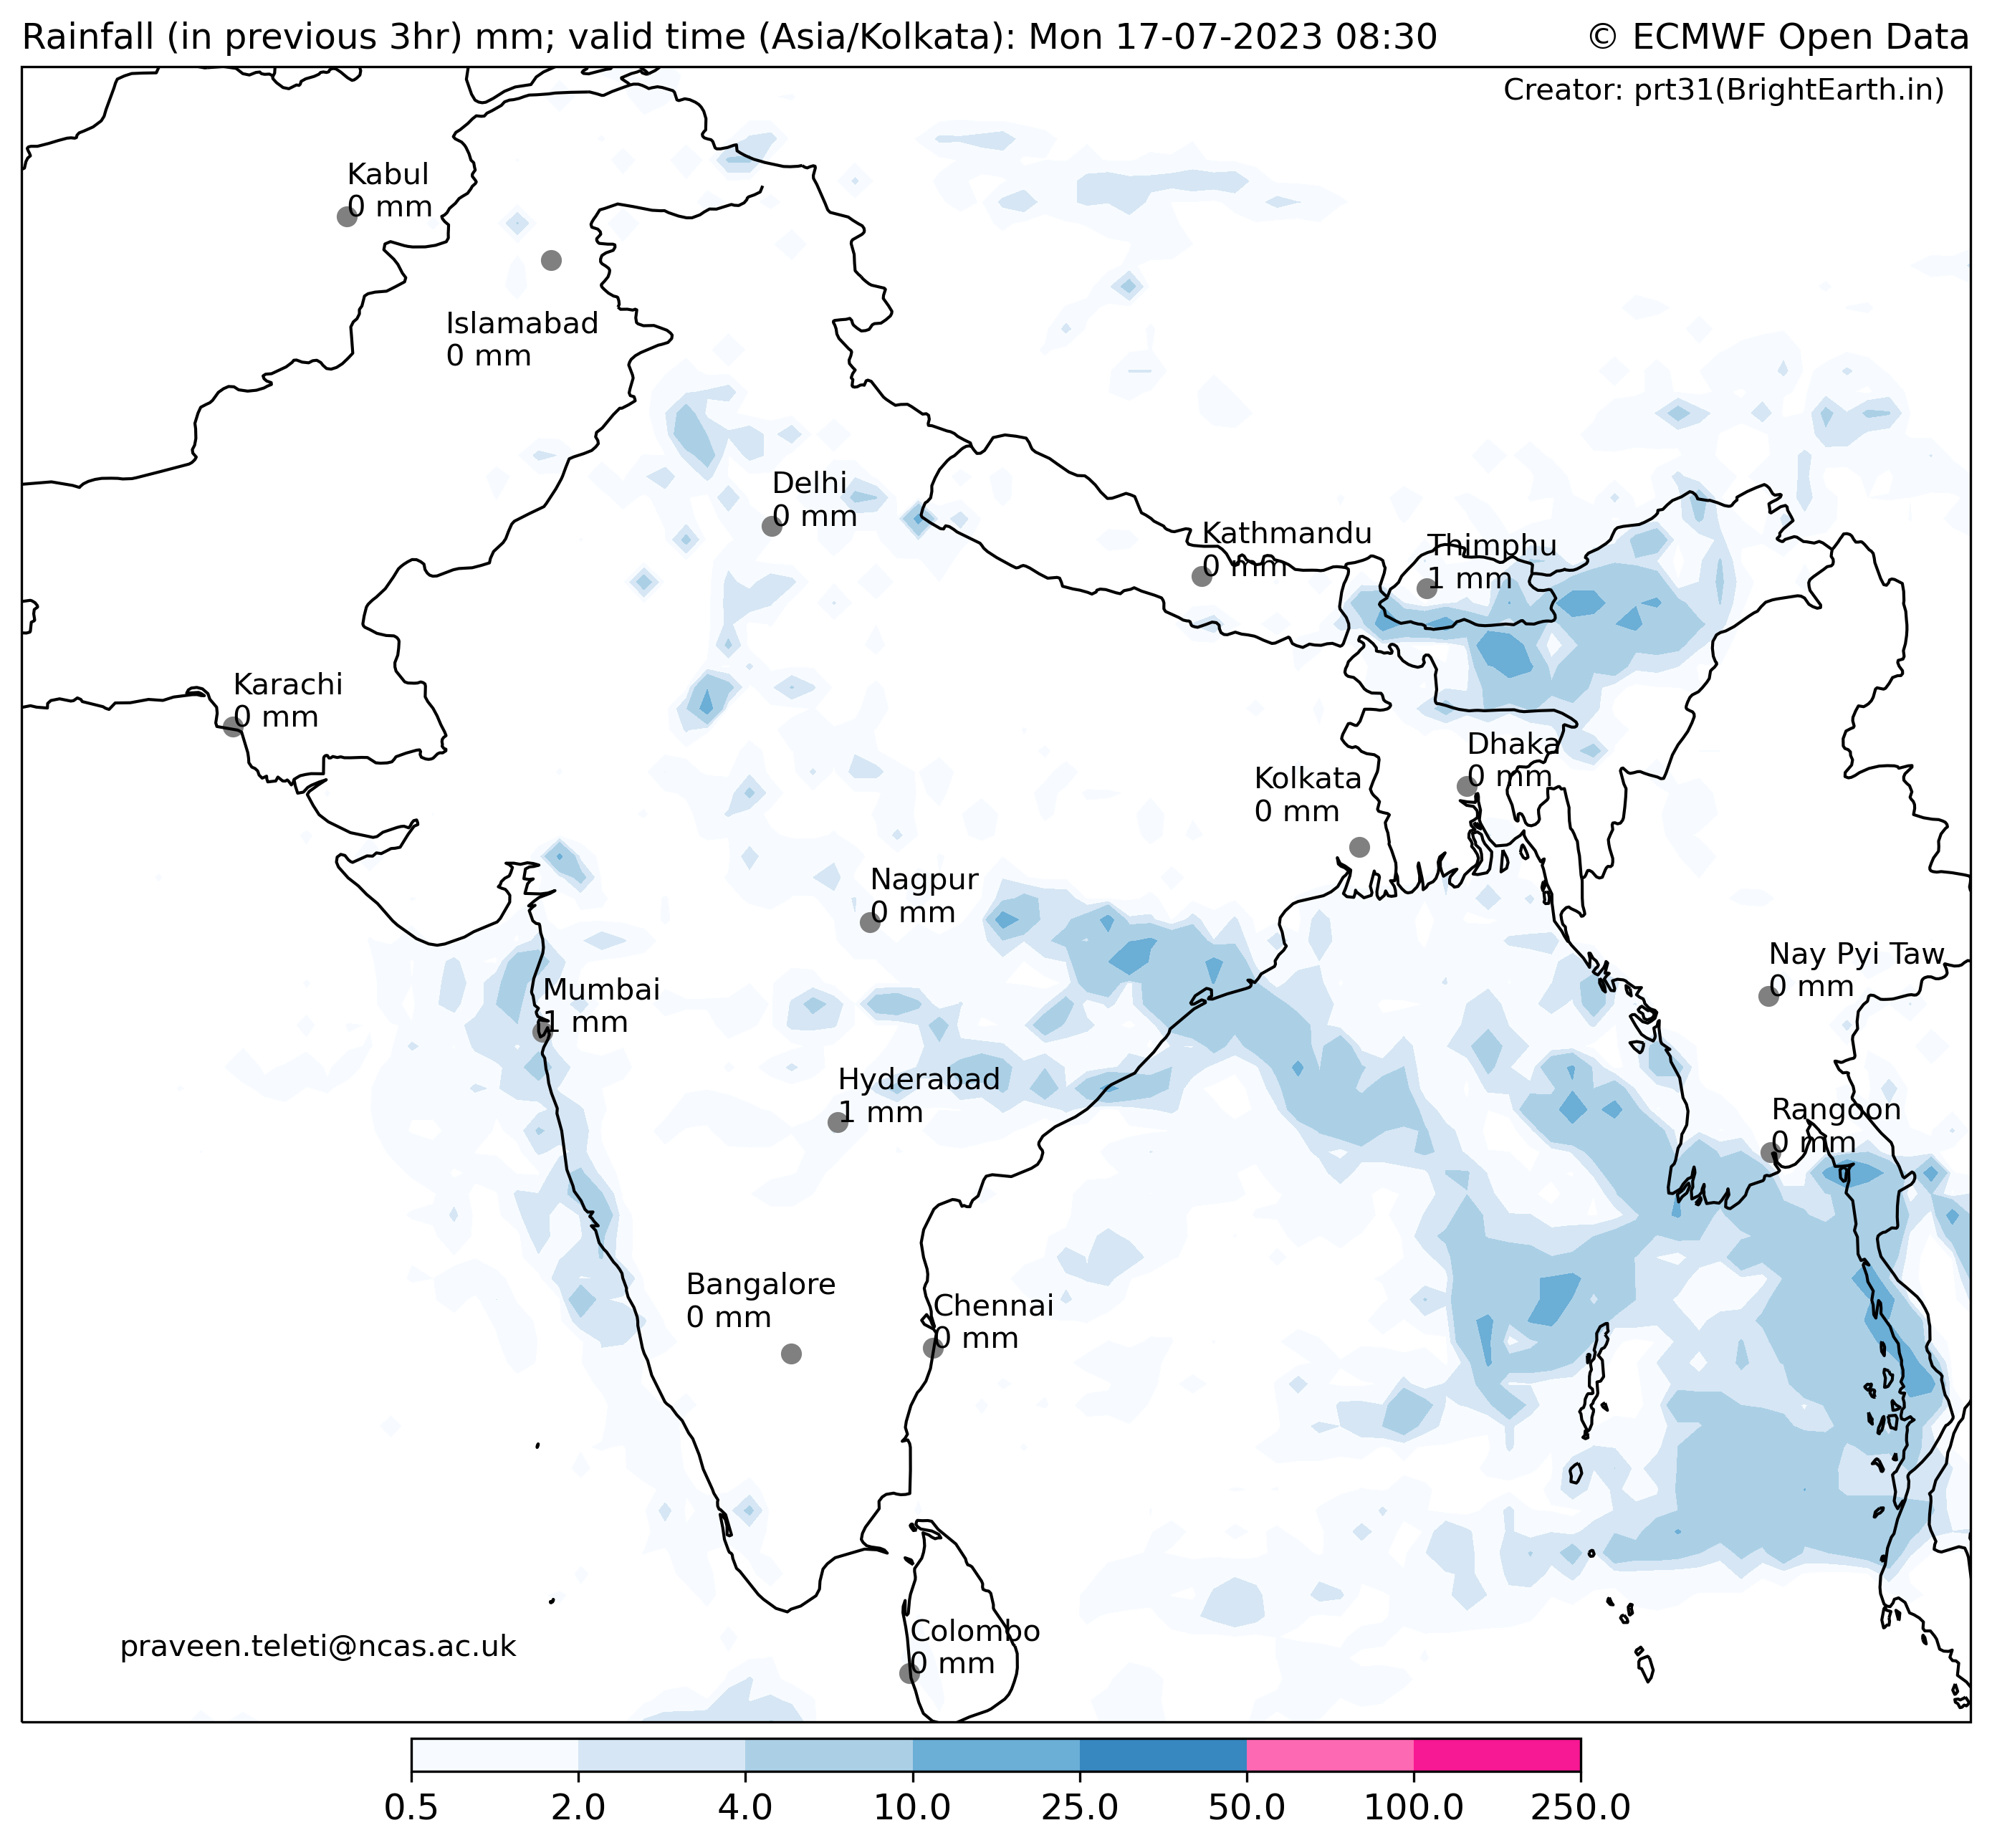 Rainfall (in previous 3hr) mm; valid time (Asia/Kolkata): Mon 17-07-2023 08:30
© ECMWF Open Data
Creator: prt31(BrightEarth.in)
Kabul
0 mm
Islamabad
0 mm
Delhi
0 mm
Kathmandu
0 mm
Thimphu
1 mm
Karachi
0 mm
Dhaka
0 mm
Kolkata
0 mm
Nagpur
0 mm
Nay Pyi Taw
0 mm
Mumbai
1 mm
Hyderabad
1 mm
Rangoon
0 mm
Bangalore
0 mm
Chennai
0 mm
Colombo
0 mm
praveen.teleti@ncas.ac.uk
0.5 2.0 4.0 10.0 25.0 50.0 100.0 250.0